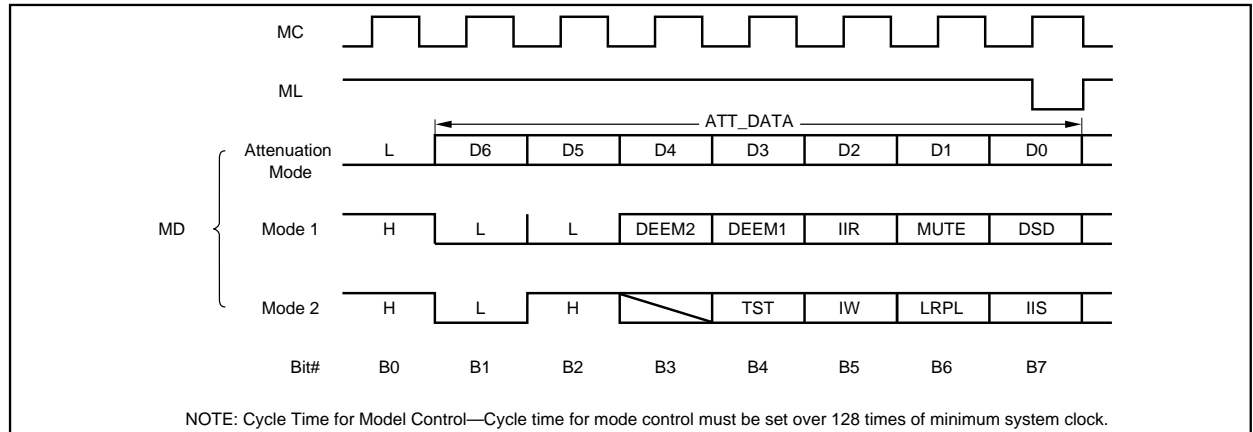 MC
ML
ATT_DATA
Attenuation Mode L D6 D5 D4 D3 D2 D1 D0
MD Mode 1 H L L DEEM2 DEEM1 IIR MUTE DSD
Mode 2 H L H TST IW LRPL IIS
Bit# B0 B1 B2 B3 B4 B5 B6 B7
NOTE: Cycle Time for Model Control—Cycle time for mode control must be set over 128 times of minimum system clock.